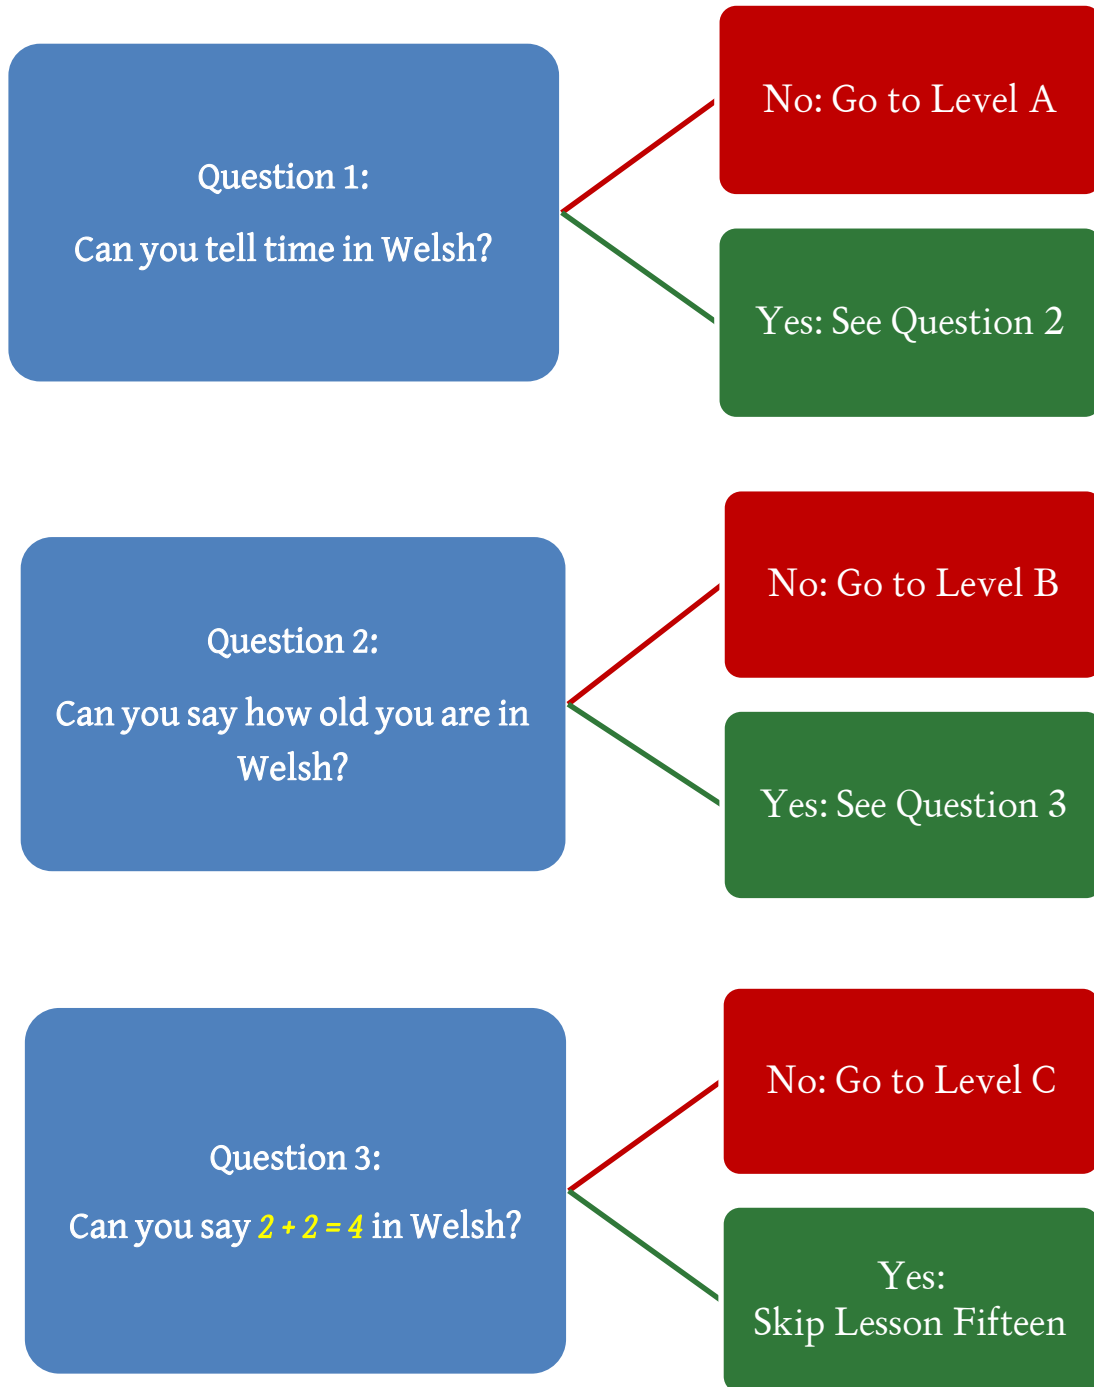 Question 1:
Can you tell time in Welsh?
No: Go to Level A
Yes: See Question 2
Question 2:
Can you say how old you are in
Welsh?
No: Go to Level B
Yes: See Question 3
Question 3:
Can you say 2 + 2 = 4 in Welsh?
No: Go to Level C
Yes:
Skip Lesson Fifteen